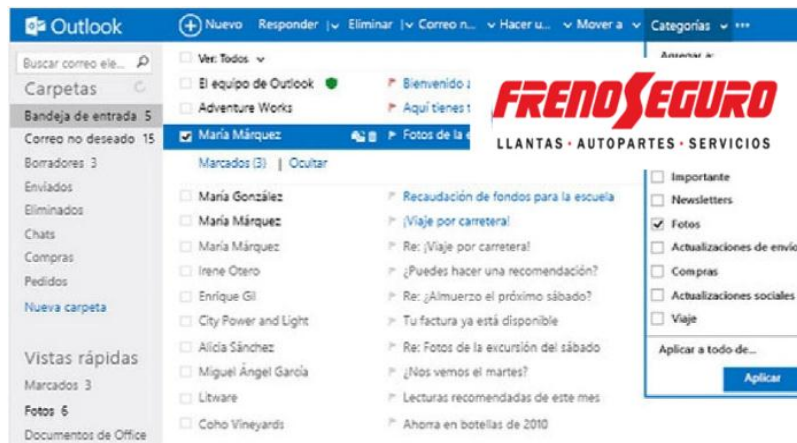 Outlook
Nuevo Responder Eliminar Correo n... Hacer u... Mover a Categorías ...
Buscar correo ele...
Carpetas
Bandeja de entrada 5
Correo no deseado 15
Borradores 3
Enviados
Eliminados
Chats
Compras
Pedidos
Nueva carpeta
Vistas rápidas
Marcados 3
Fotos 6
Documentos de Office
Ver: Todos
El equipo de Outlook Bienvenido
Adventure Works Aquí tienes
María Márquez Fotos de la
Marcados (3) | Ocultar
María González Recaudación de fondos para la escuela
María Márquez ¡Viaje por carretera!
María Márquez Re: ¡Viaje por carretera!
Irene Otero ¿Puedes hacer una recomendación?
Enrique Gil Re: ¿Almuerzo el próximo sábado?
City Power and Light Tu factura ya está disponible
Alicia Sánchez Re: Fotos de la excursión del sábado
Miguel Ángel García ¿Nos vemos el martes?
Litware Lecturas recomendadas de este mes
Coho Vineyards Ahorra en botellas de 2010
Agregar a:
FRENOSEGURO
LLANTAS · AUTOPARTES · SERVICIOS
Importante
Newsletters
Fotos
Actualizaciones de envío
Compras
Actualizaciones sociales
Viaje
Aplicar a todo de...
Aplicar